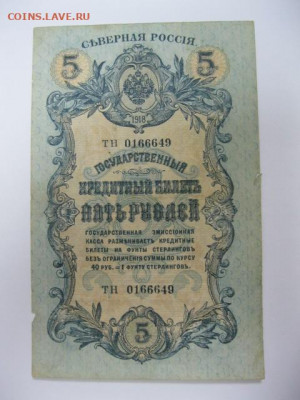 COINS.LAVE.RU
СѢВЕРНАЯ РОССІЯ
5 5
1918
ТН 0166649
ГОСУДАРСТВЕННЫЙ
КРЕДИТНЫЙ БИЛЕТЪ
ПЯТЬ РУБЛЕЙ
ГОСУДАРСТВЕННАЯ ЭМИССІОННАЯ
КАССА РАЗМѢНИВАЕТЪ КРЕДИТНЫЕ
БИЛЕТЫ НА ФУНТЫ СТЕРЛИНГОВЪ
БЕЗЪ ОГРАНИЧЕНІЯ СУММЫ ПО КУРСУ
40 РУБ. = 1 ФУНТУ СТЕРЛИНГОВЪ.
ТН 0166649
5